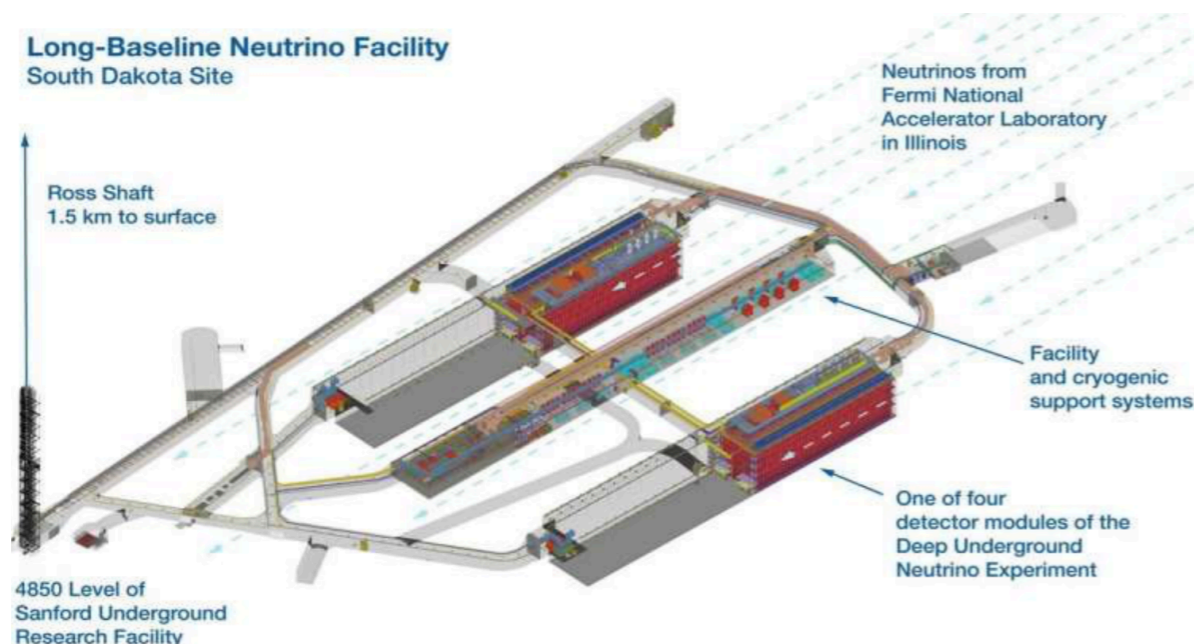 Long-Baseline Neutrino Facility
South Dakota Site
Neutrinos from
Fermi National
Accelerator Laboratory
in Illinois
Ross Shaft
1.5 km to surface
Facility
and cryogenic
support systems
One of four
detector modules of the
Deep Underground
Neutrino Experiment
4850 Level of
Sanford Underground
Research Facility